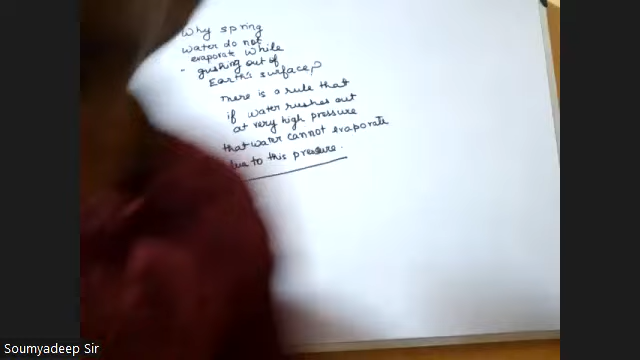 Why spring
water do not
evaporate while
- gushing out of
Earth's surface?
There is a rule that
if water rushes out
at very high pressure
that water cannot evaporate
due to this pressure.
Soumyadeep Sir